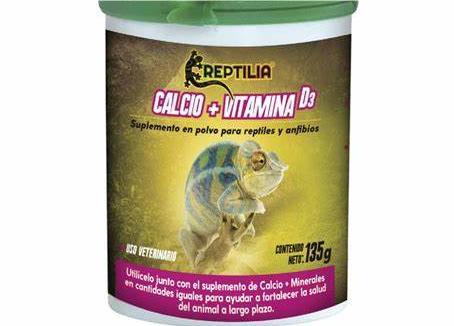 REPTILIA
CALCIO + VITAMINA D3
Suplemento en polvo para reptiles y anfibios
USO VETERINARIO
CONTENIDO
NETO: 135g
Utilícelo junto con el suplemento de Calcio + Minerales
en cantidades iguales para ayudar a fortalecer la salud
del animal a largo plazo.